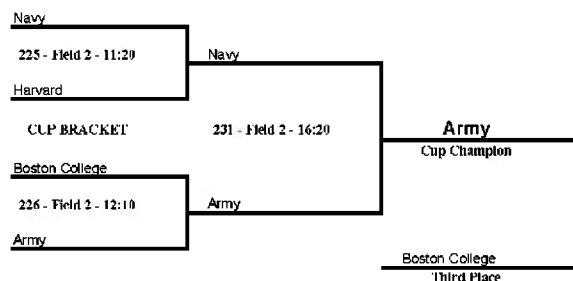 Navy
225 - Field 2 - 11:20
Navy
Harvard
CUP BRACKET
231 - Field 2 - 16:20
Army
Cup Champion
Boston College
226 - Field 2 - 12:10
Army
Army
Boston College
Third Place